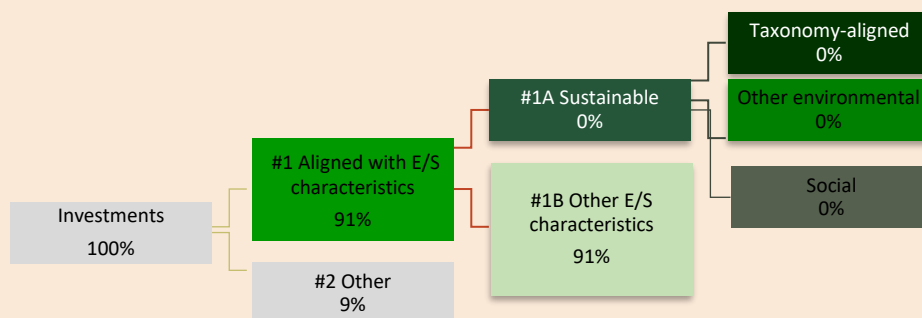 Investments
100%
#1 Aligned with E/S
characteristics
91%
#2 Other
9%
#1A Sustainable
0%
#1B Other E/S
characteristics
91%
Taxonomy-aligned
0%
Other environmental
0%
Social
0%